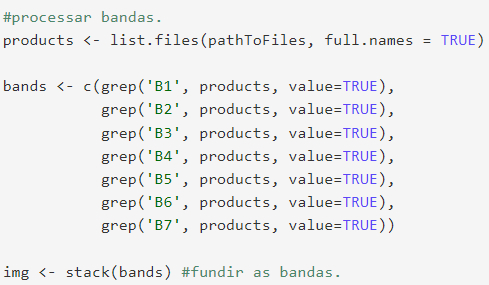 #processar bandas.
products <- list.files(pathToFiles, full.names = TRUE)
bands <- c(grep('B1', products, value=TRUE),
grep('B2', products, value=TRUE),
grep('B3', products, value=TRUE),
grep('B4', products, value=TRUE),
grep('B5', products, value=TRUE),
grep('B6', products, value=TRUE),
grep('B7', products, value=TRUE))
img <- stack(bands) #fundir as bandas.